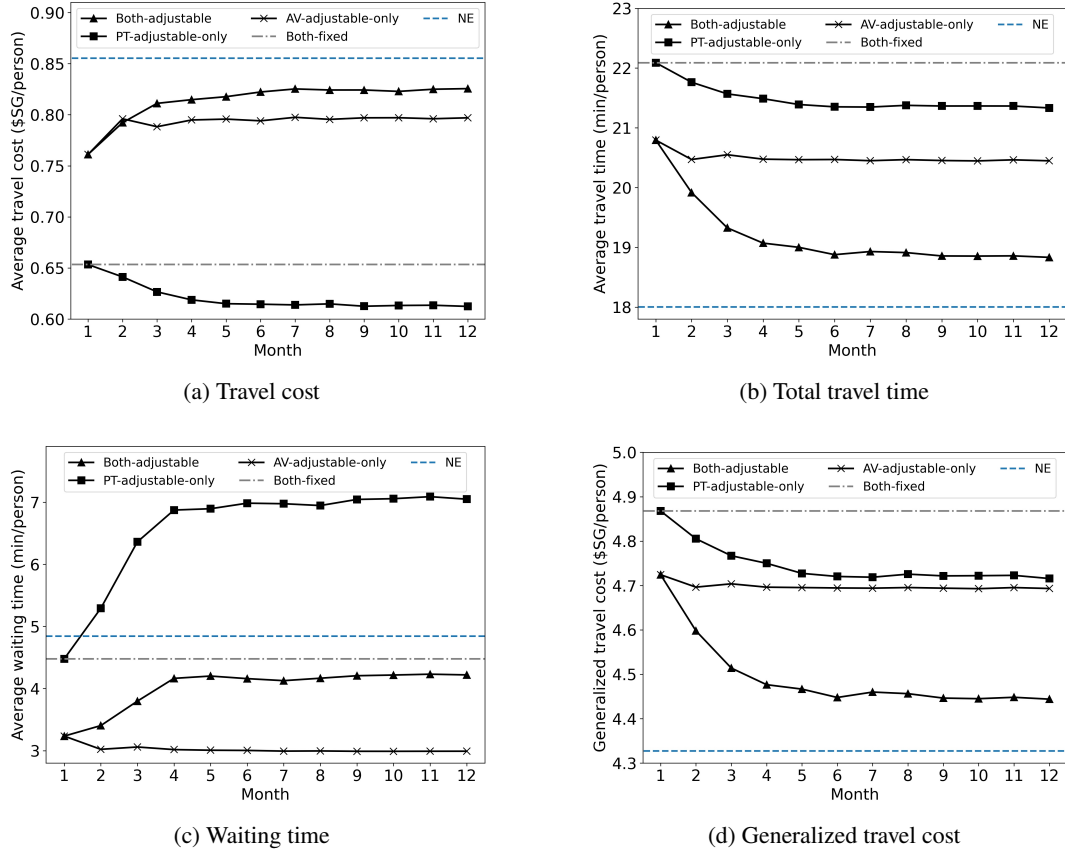 Both-adjustable AV-adjustable-only NE
PT-adjustable-only Both-fixed
Average travel cost ($SG/person)
0.90
0.85
0.80
0.75
0.70
0.65
0.60
1 2 3 4 5 6 7 8 9 10 11 12
Month
(a) Travel cost
Both-adjustable AV-adjustable-only NE
PT-adjustable-only Both-fixed
Average travel time (min/person)
23
22
21
20
19
18
1 2 3 4 5 6 7 8 9 10 11 12
Month
(b) Total travel time
Both-adjustable AV-adjustable-only NE
PT-adjustable-only Both-fixed
Average waiting time (min/person)
7
6
5
4
3
1 2 3 4 5 6 7 8 9 10 11 12
Month
(c) Waiting time
Both-adjustable AV-adjustable-only NE
PT-adjustable-only Both-fixed
Generalized travel cost ($SG/person)
5.0
4.9
4.8
4.7
4.6
4.5
4.4
4.3
1 2 3 4 5 6 7 8 9 10 11 12
Month
(d) Generalized travel cost